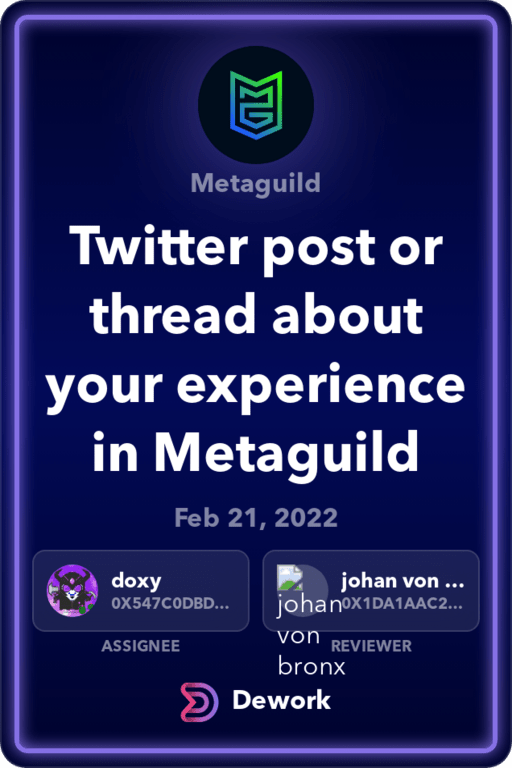 Metaguild
Twitter post or
thread about
your experience
in Metaguild
Feb 21, 2022
doxy
0X547C0DBD...
ASSIGNEE
johan von ...
0X1DA1AAC2...
johan
von
bronx
REVIEWER
Dework